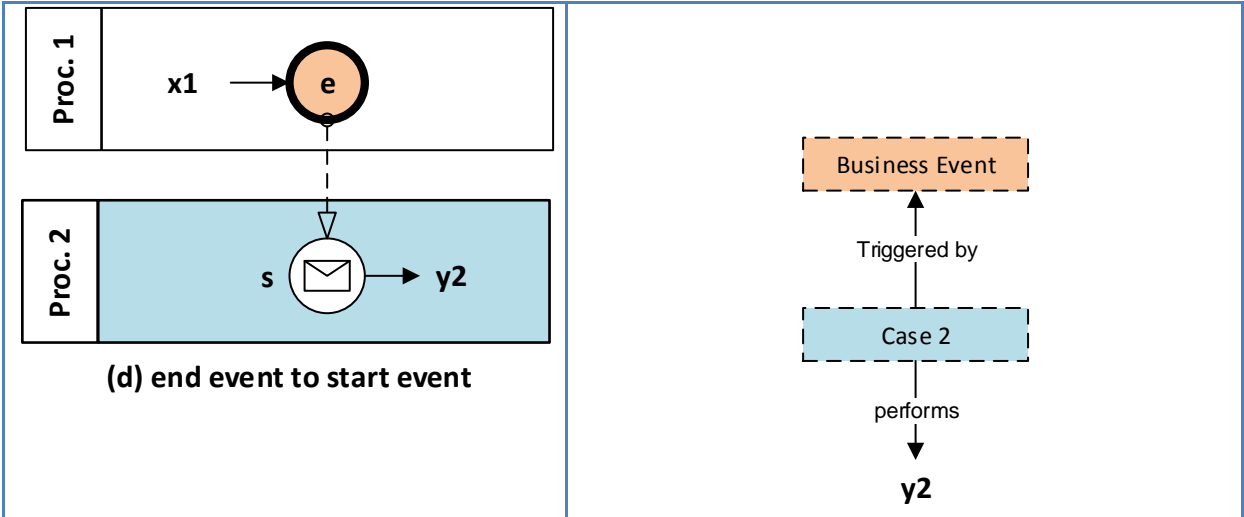 Proc. 1
x1
e
Proc. 2
s
y2
(d) end event to start event
Business Event
Triggered by
Case 2
performs
y2